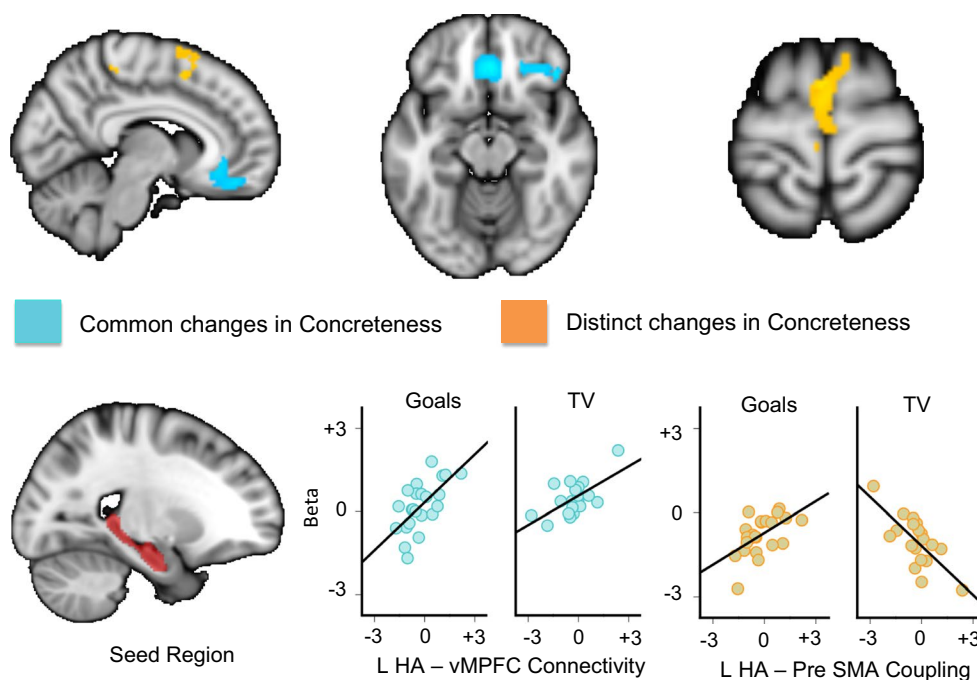 Common changes in Concreteness
Distinct changes in Concreteness
Goals
TV
Goals
TV
+3
0
-3
Beta
+3
0
-3
-3 0 +3
-3 0 +3
-3 0 +3
-3 0 +3
Seed Region
L HA – vMPFC Connectivity
L HA – Pre SMA Coupling